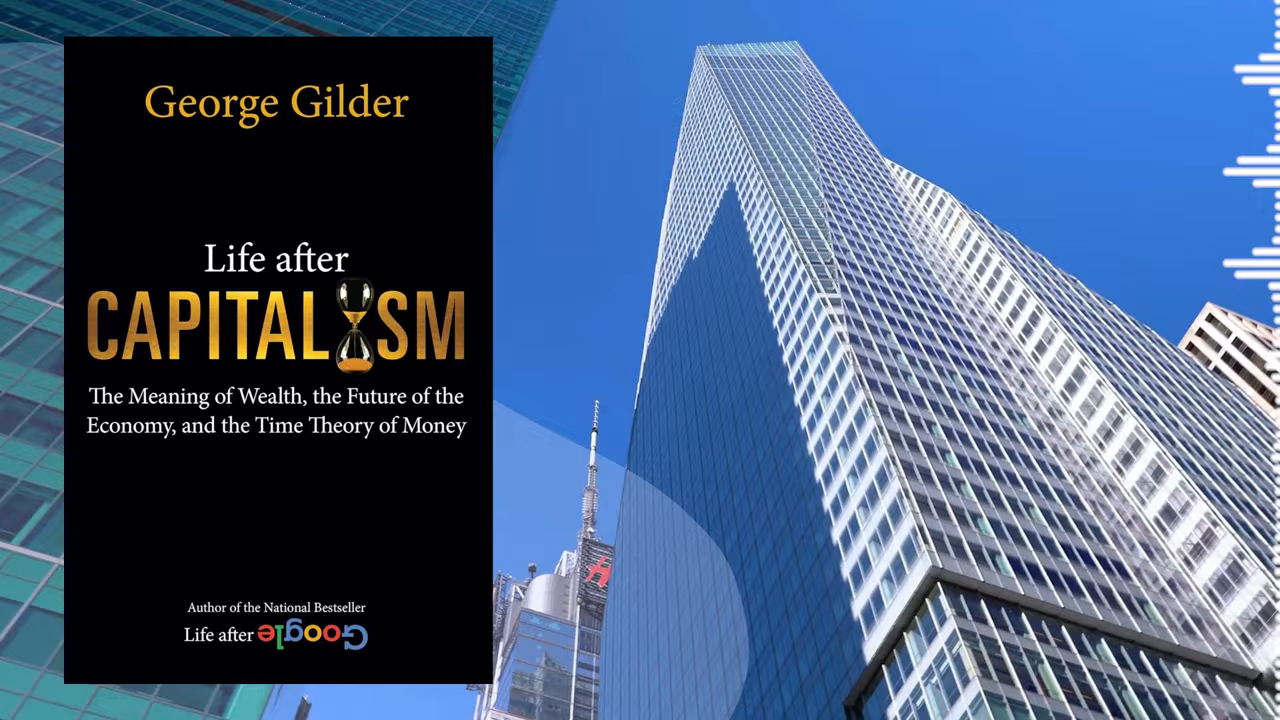 George Gilder
Life after
CAPITALISM
The Meaning of Wealth, the Future of the
Economy, and the Time Theory of Money
Author of the National Bestseller
Life after Google
H